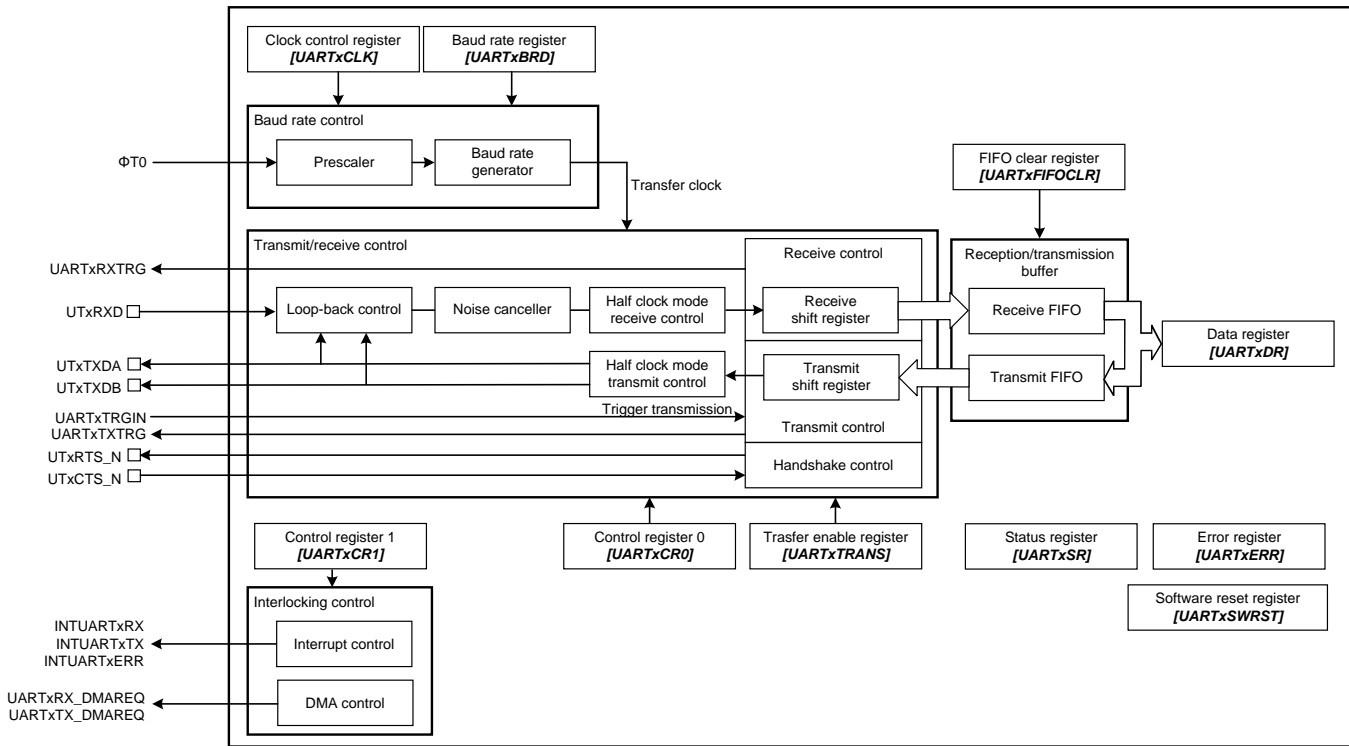 Clock control register
[UARTxCLK]
Baud rate register
[UARTxBRD]
Baud rate control
ΦT0
Prescaler
Baud rate
generator
Transfer clock
FIFO clear register
[UARTxFIFOCLR]
Transmit/receive control
UARTxRXTRG
Receive control
Reception/transmission
buffer
UTxRXD
Loop-back control
Noise canceller
Half clock mode
receive control
Receive
shift register
Receive FIFO
Data register
[UARTxDR]
UTxTXDA
UTxTXDB
Half clock mode
transmit control
Transmit
shift register
Transmit FIFO
UARTxTRGIN
Trigger transmission
UARTxTXTRG
Transmit control
UTxRTS_N
UTxCTS_N
Handshake control
Control register 1
[UARTxCR1]
Control register 0
[UARTxCR0]
Trasfer enable register
[UARTxTRANS]
Status register
[UARTxSR]
Error register
[UARTxERR]
Software reset register
[UARTxSWRST]
Interlocking control
INTUARTxRX
INTUARTxTX
INTUARTxERR
Interrupt control
UARTxRX_DMAREQ
UARTxTX_DMAREQ
DMA control